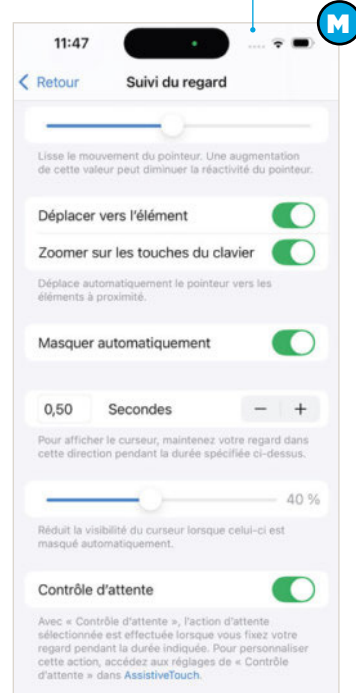 M
11:47
Retour Suivi du regard
Lisse le mouvement du pointeur. Une augmentation
de cette valeur peut diminuer la réactivité du pointeur.
Déplacer vers l'élément
Zoomer sur les touches du clavier
Déplace automatiquement le pointeur vers les
éléments à proximité.
Masquer automatiquement
0,50 Secondes − +
Pour afficher le curseur, maintenez votre regard dans
cette direction pendant la durée spécifiée ci-dessus.
40 %
Réduit la visibilité du curseur lorsque celui-ci est
masqué automatiquement.
Contrôle d'attente
Avec « Contrôle d'attente », l'action d'attente
sélectionnée est effectuée lorsque vous fixez votre
regard pendant la durée indiquée. Pour personnaliser
cette action, accédez aux réglages de « Contrôle
d'attente » dans AssistiveTouch.